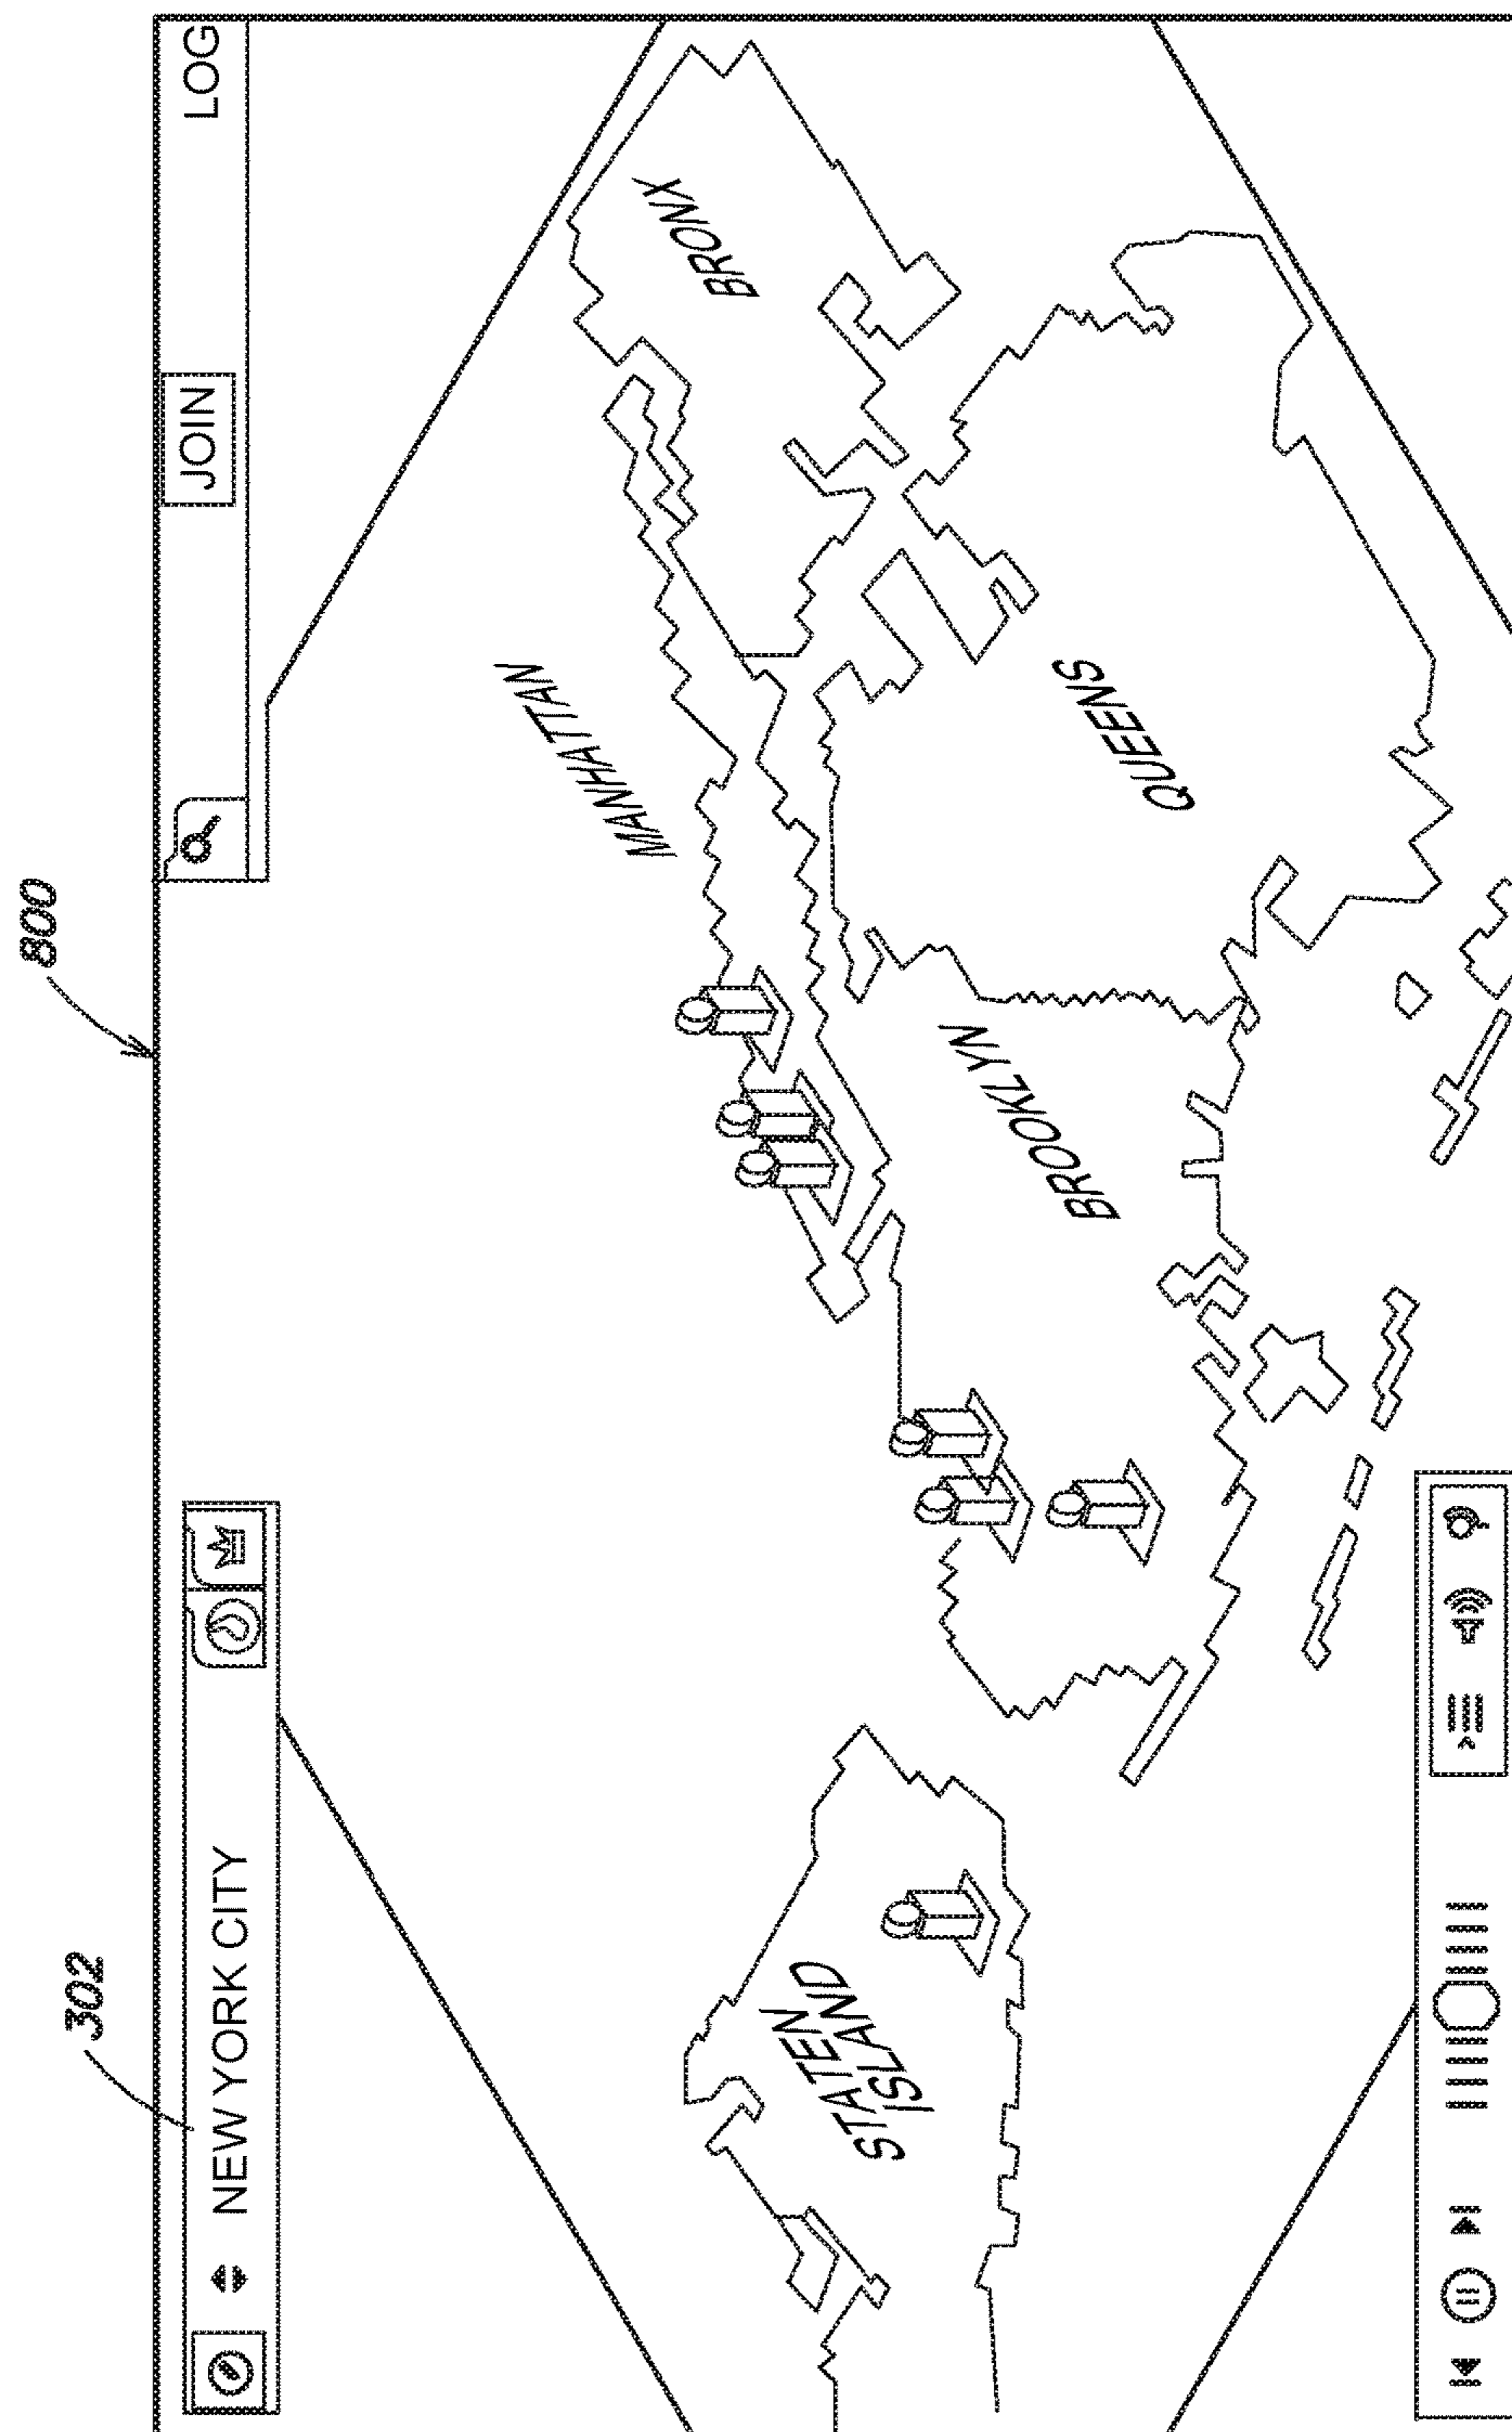 800
302
NEW YORK CITY
JOIN
LOG
MANHATTAN
BRONX
QUEENS
BROOKLYN
STATEN
ISLAND